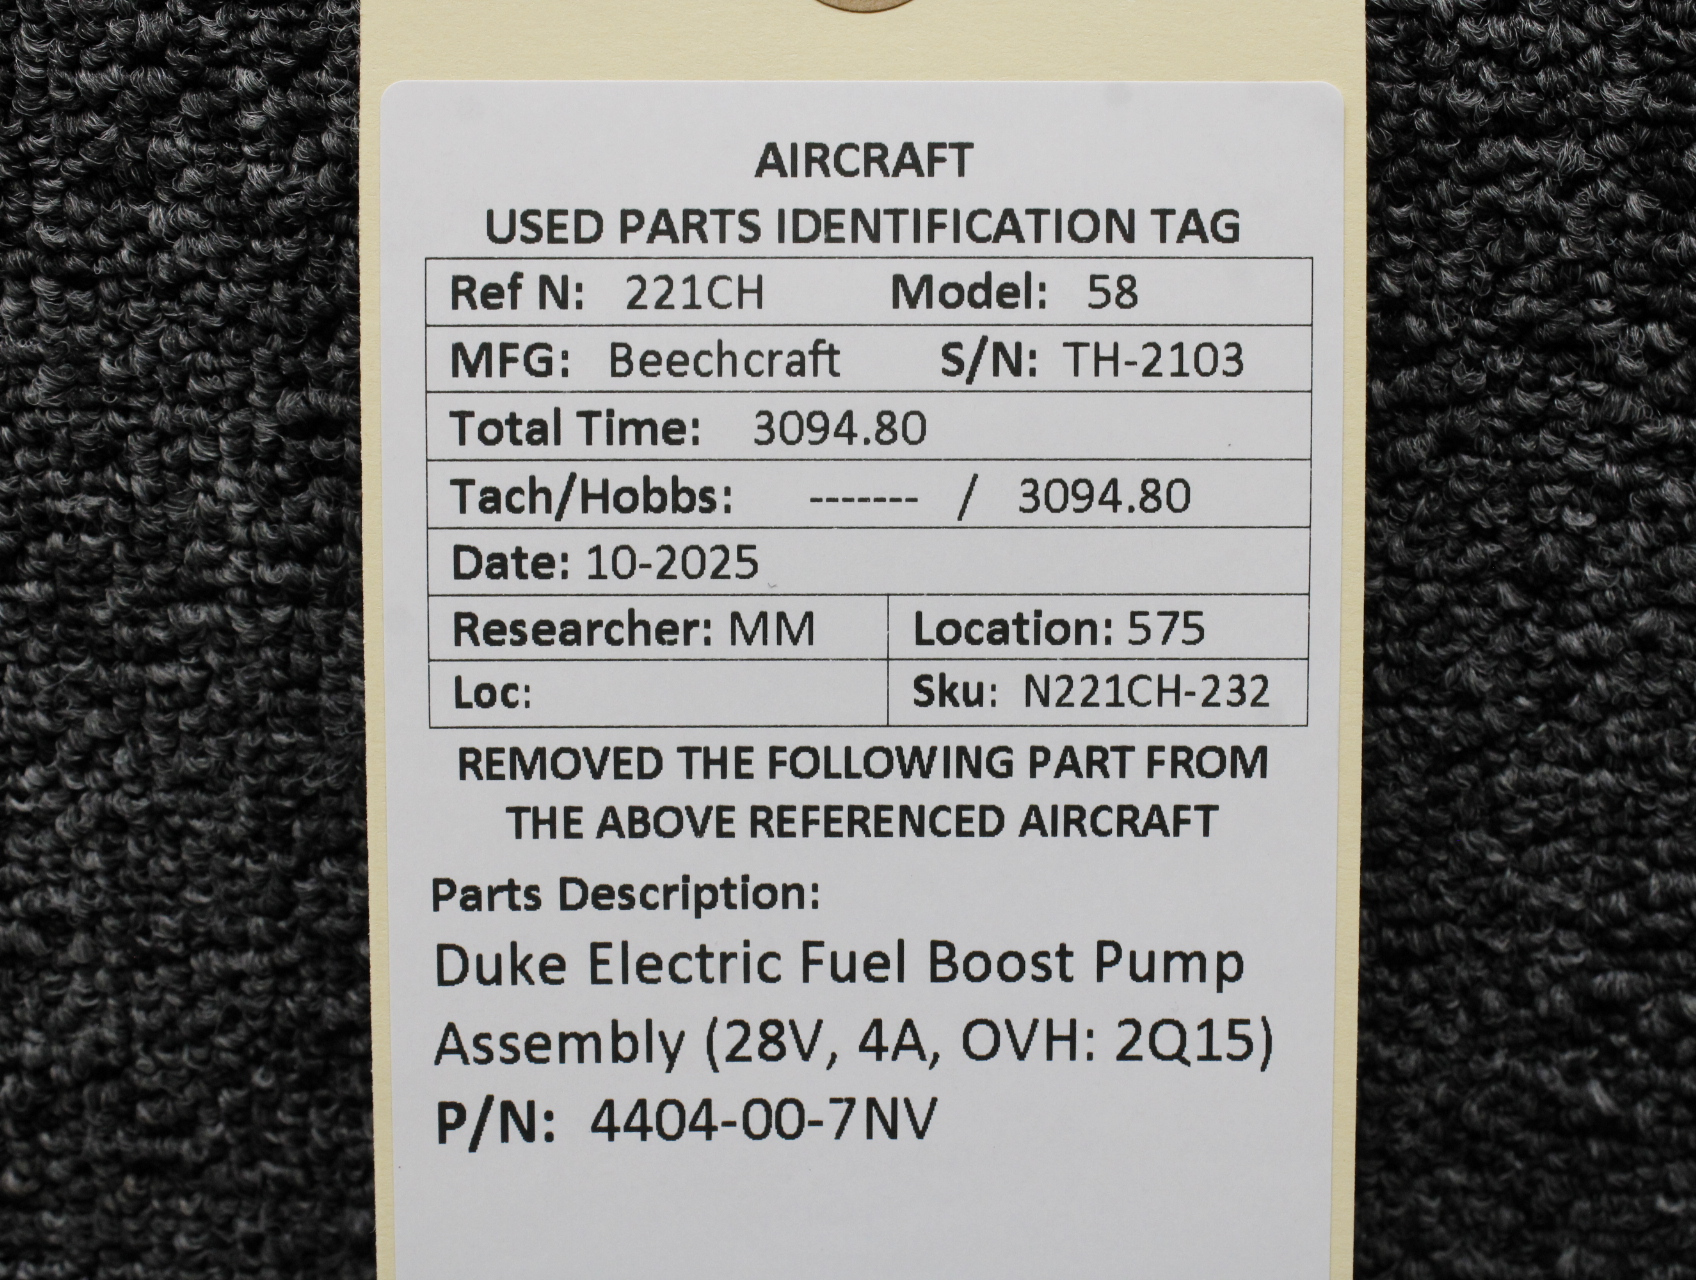 AIRCRAFT
USED PARTS IDENTIFICATION TAG
Ref N: 221CH Model: 58
MFG: Beechcraft S/N: TH-2103
Total Time: 3094.80
Tach/Hobbs: ------- / 3094.80
Date: 10-2025
Researcher: MM Location: 575
Loc: Sku: N221CH-232
REMOVED THE FOLLOWING PART FROM
THE ABOVE REFERENCED AIRCRAFT
Parts Description:
Duke Electric Fuel Boost Pump
Assembly (28V, 4A, OVH: 2Q15)
P/N: 4404-00-7NV